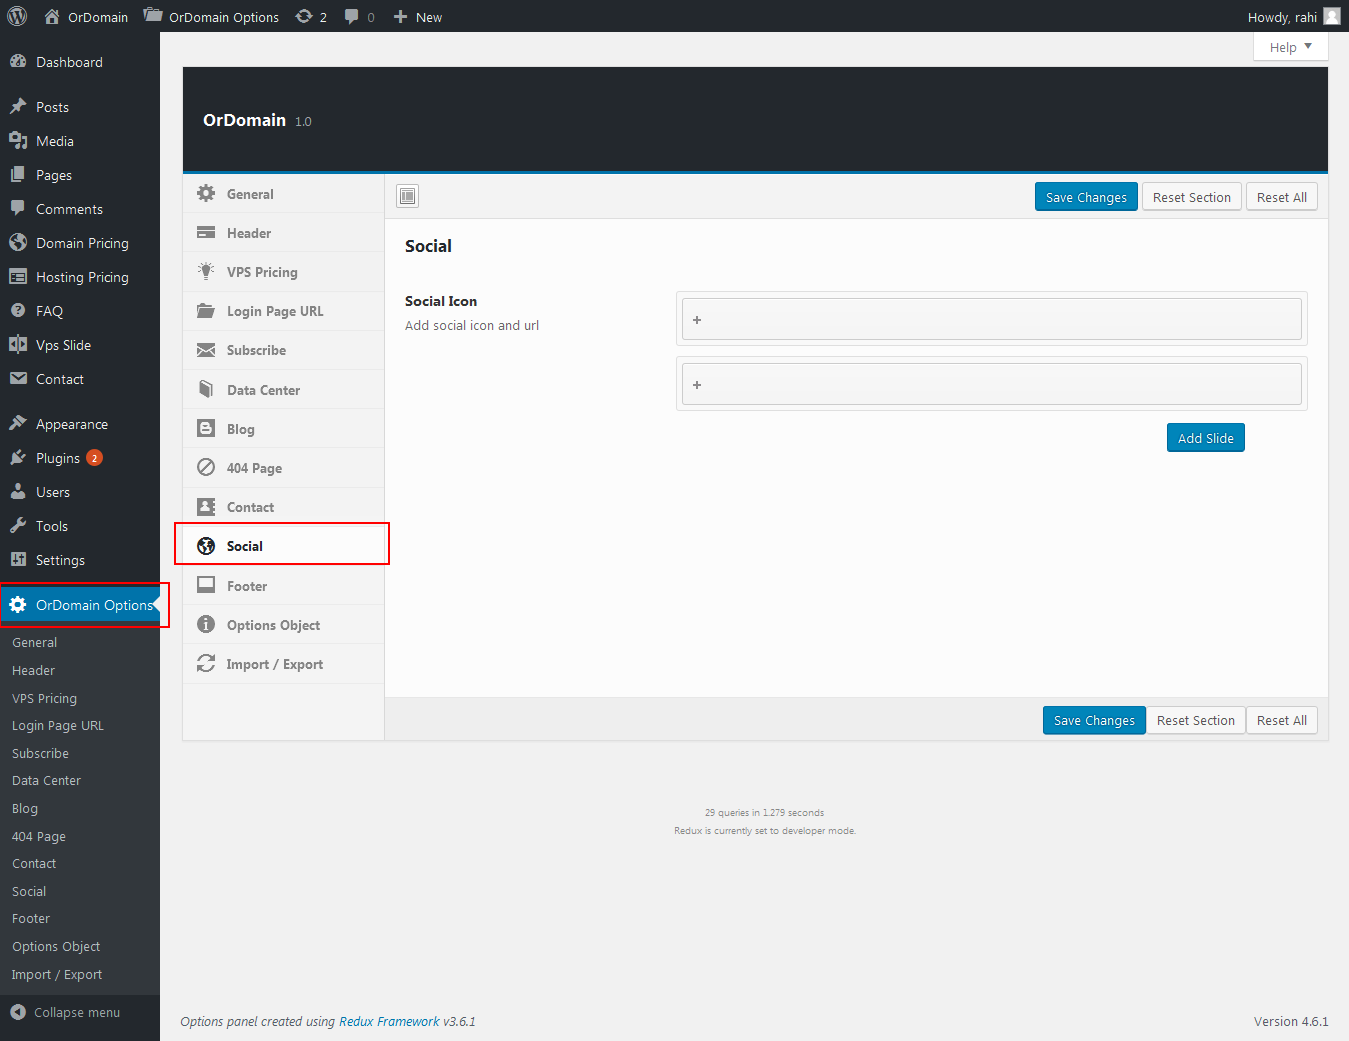 OrDomain
OrDomain Options
2
0
New
Howdy, rahi
Help
Dashboard
Posts
Media
Pages
Comments
Domain Pricing
Hosting Pricing
FAQ
Vps Slide
Contact
Appearance
Plugins 2
Users
Tools
Settings
OrDomain Options
General
Header
VPS Pricing
Login Page URL
Subscribe
Data Center
Blog
404 Page
Contact
Social
Footer
Options Object
Import / Export
Collapse menu
OrDomain 1.0
General
Header
VPS Pricing
Login Page URL
Subscribe
Data Center
Blog
404 Page
Contact
Social
Footer
Options Object
Import / Export
Save Changes
Reset Section
Reset All
Social
Social Icon
Add social icon and url
+
+
Add Slide
Save Changes
Reset Section
Reset All
29 queries in 1.279 seconds
Redux is currently set to developer mode.
Options panel created using Redux Framework v3.6.1
Version 4.6.1